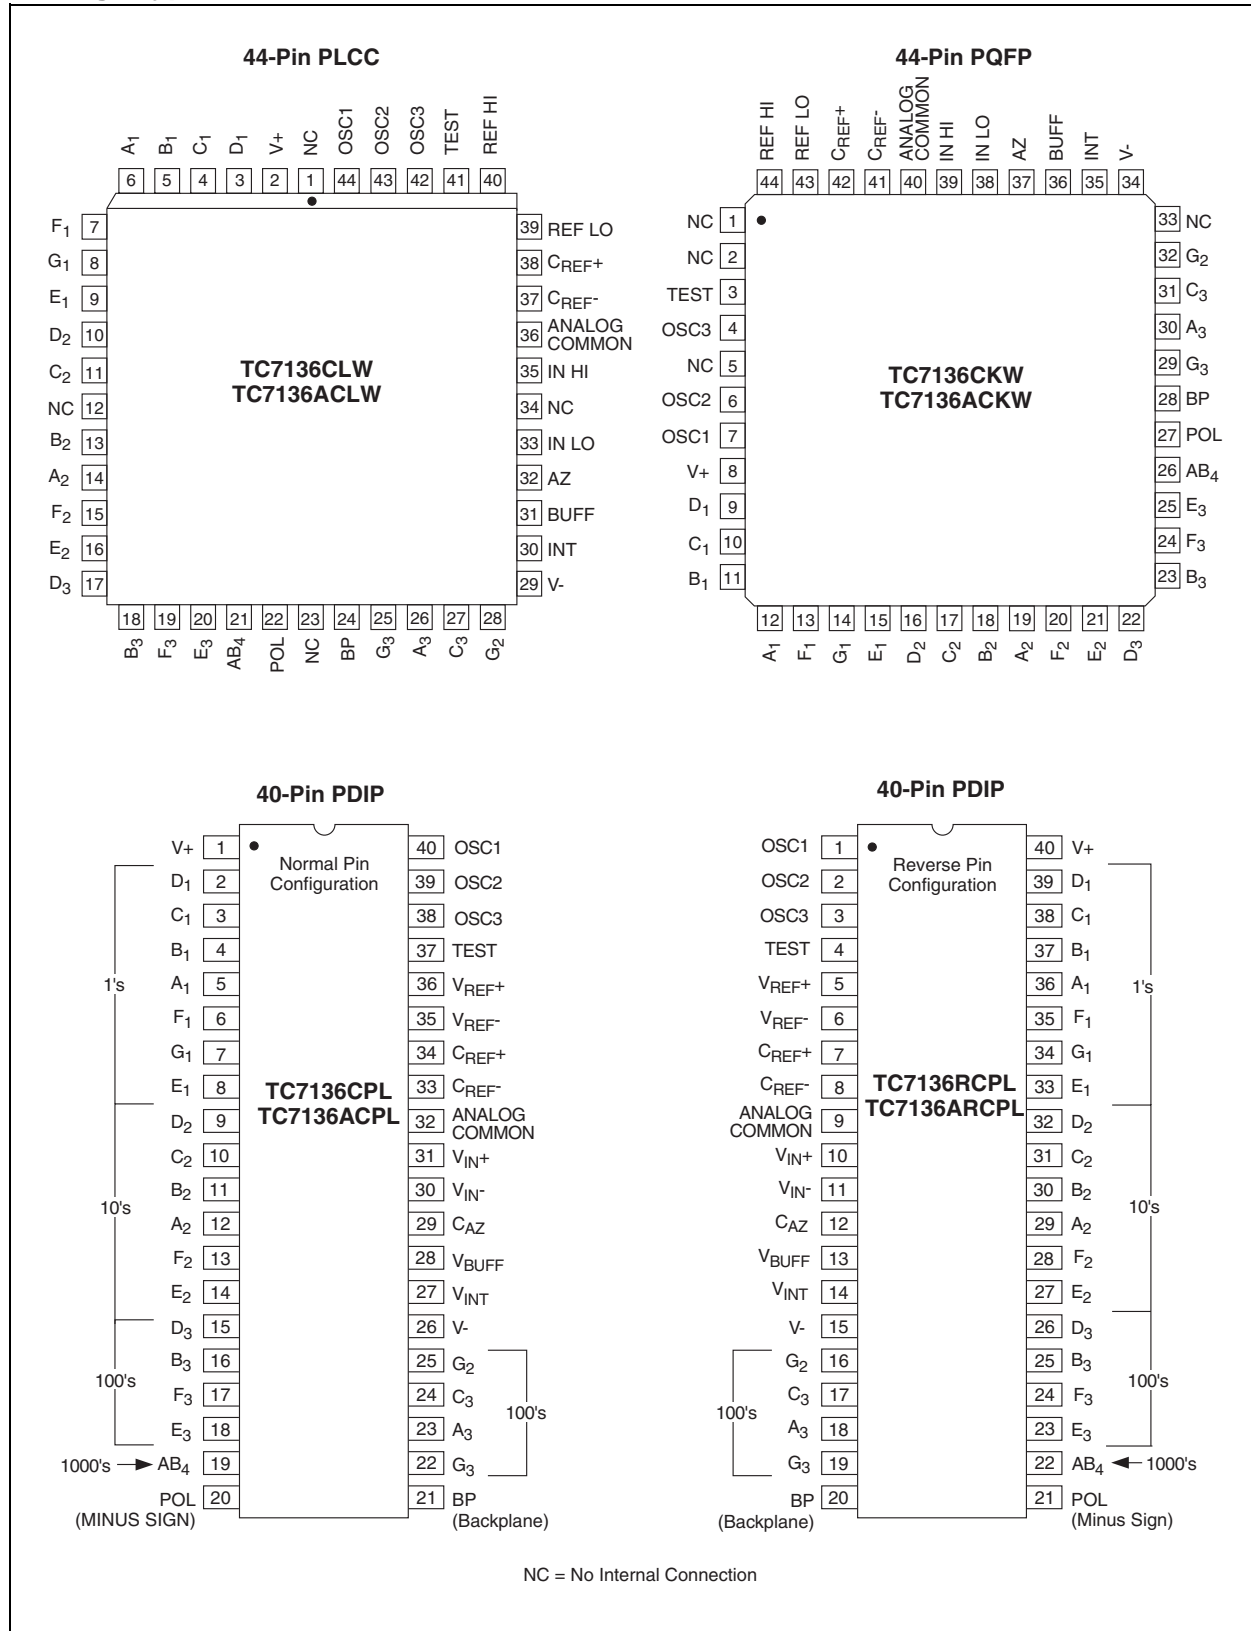 44-Pin PLCC
A1 B1 C1 D1 V+ NC OSC1 OSC2 OSC3 TEST REF HI
6 5 4 3 2 1 44 43 42 41 40
F1 7
G1 8
E1 9
D2 10
C2 11
NC 12
B2 13
A2 14
F2 15
E2 16
D3 17
TC7136CLW
TC7136ACLW
39 REF LO
38 CREF+
37 CREF-
36 ANALOG
COMMON
35 IN HI
34 NC
33 IN LO
32 AZ
31 BUFF
30 INT
29 V-
18 19 20 21 22 23 24 25 26 27 28
B3 F3 E3 AB4 POL NC BP G3 A3 C3 G2
44-Pin PQFP
REF HI REF LO CREF+ CREF- ANALOG COMMON IN HI IN LO AZ BUFF INT V-
44 43 42 41 40 39 38 37 36 35 34
NC 1
NC 2
TEST 3
OSC3 4
NC 5
OSC2 6
OSC1 7
V+ 8
D1 9
C1 10
B1 11
TC7136CKW
TC7136ACKW
33 NC
32 G2
31 C3
30 A3
29 G3
28 BP
27 POL
26 AB4
25 E3
24 F3
23 B3
12 13 14 15 16 17 18 19 20 21 22
A1 F1 G1 E1 D2 C2 B2 A2 F2 E2 D3
40-Pin PDIP
Normal Pin
Configuration
V+ 1
D1 2
C1 3
B1 4
1's
A1 5
F1 6
G1 7
E1 8
D2 9
C2 10
B2 11
10's
A2 12
F2 13
E2 14
D3 15
B3 16
100's
F3 17
E3 18
1000's AB4 19
POL 20
(MINUS SIGN)
TC7136CPL
TC7136ACPL
40 OSC1
39 OSC2
38 OSC3
37 TEST
36 VREF+
35 VREF-
34 CREF+
33 CREF-
32 ANALOG
COMMON
31 VIN+
30 VIN-
29 CAZ
28 VBUFF
27 VINT
26 V-
25 G2
24 C3
100's
23 A3
22 G3
21 BP
(Backplane)
40-Pin PDIP
Reverse Pin
Configuration
OSC1 1
OSC2 2
OSC3 3
TEST 4
VREF+ 5
VREF- 6
CREF+ 7
CREF- 8
ANALOG
COMMON 9
VIN+ 10
VIN- 11
CAZ 12
VBUFF 13
VINT 14
V- 15
G2 16
C3 17
100's
A3 18
G3 19
BP 20
(Backplane)
TC7136RCPL
TC7136ARCPL
40 V+
39 D1
38 C1
37 B1
36 A1
1's
35 F1
34 G1
33 E1
32 D2
31 C2
30 B2
10's
29 A2
28 F2
27 E2
26 D3
25 B3
100's
24 F3
23 E3
22 AB4 1000's
21 POL
(Minus Sign)
NC = No Internal Connection